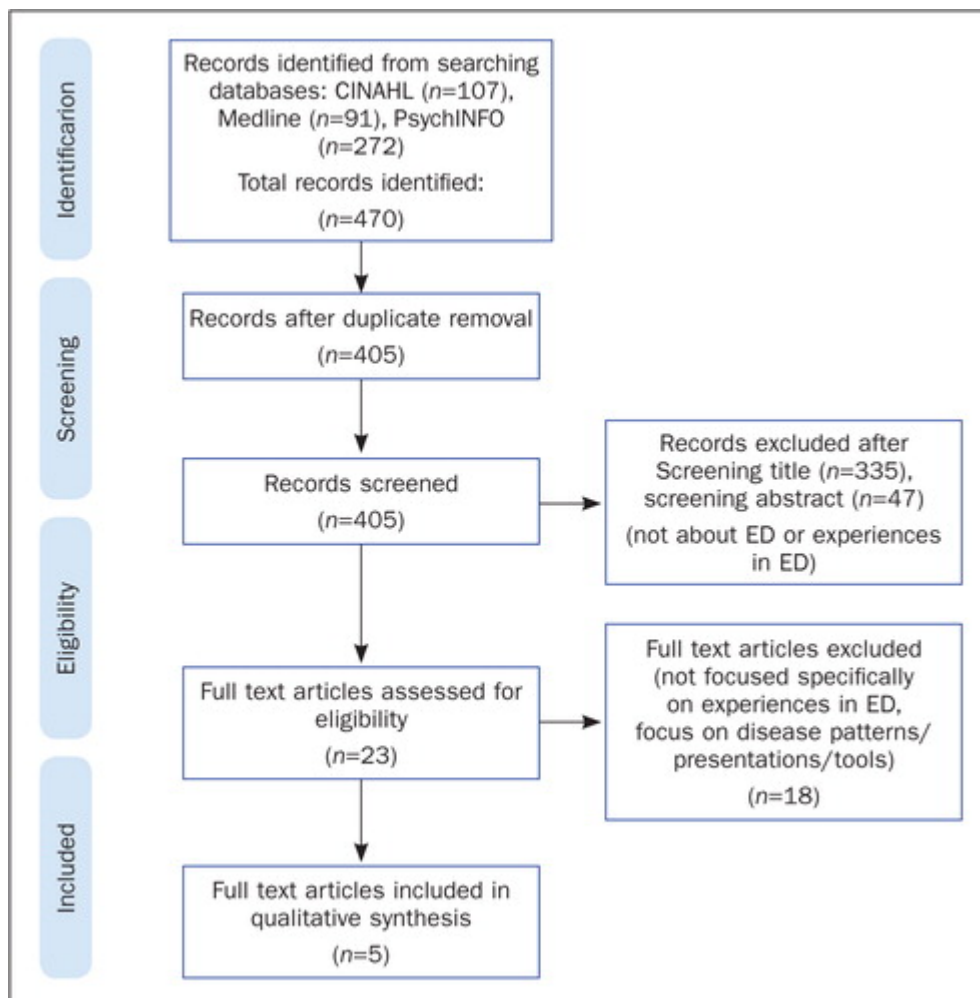 Identification
Records identified from searching
databases: CINAHL (n=107),
Medline (n=91), PsychINFO
(n=272)
Total records identified:
(n=470)
Screening
Records after duplicate removal
(n=405)
Records screened
(n=405)
Records excluded after
Screening title (n=335),
screening abstract (n=47)
(not about ED or experiences
in ED)
Eligibility
Full text articles assessed for
eligibility
(n=23)
Full text articles excluded
(not focused specifically
on experiences in ED,
focus on disease patterns/
presentations/tools)
(n=18)
Included
Full text articles included in
qualitative synthesis
(n=5)